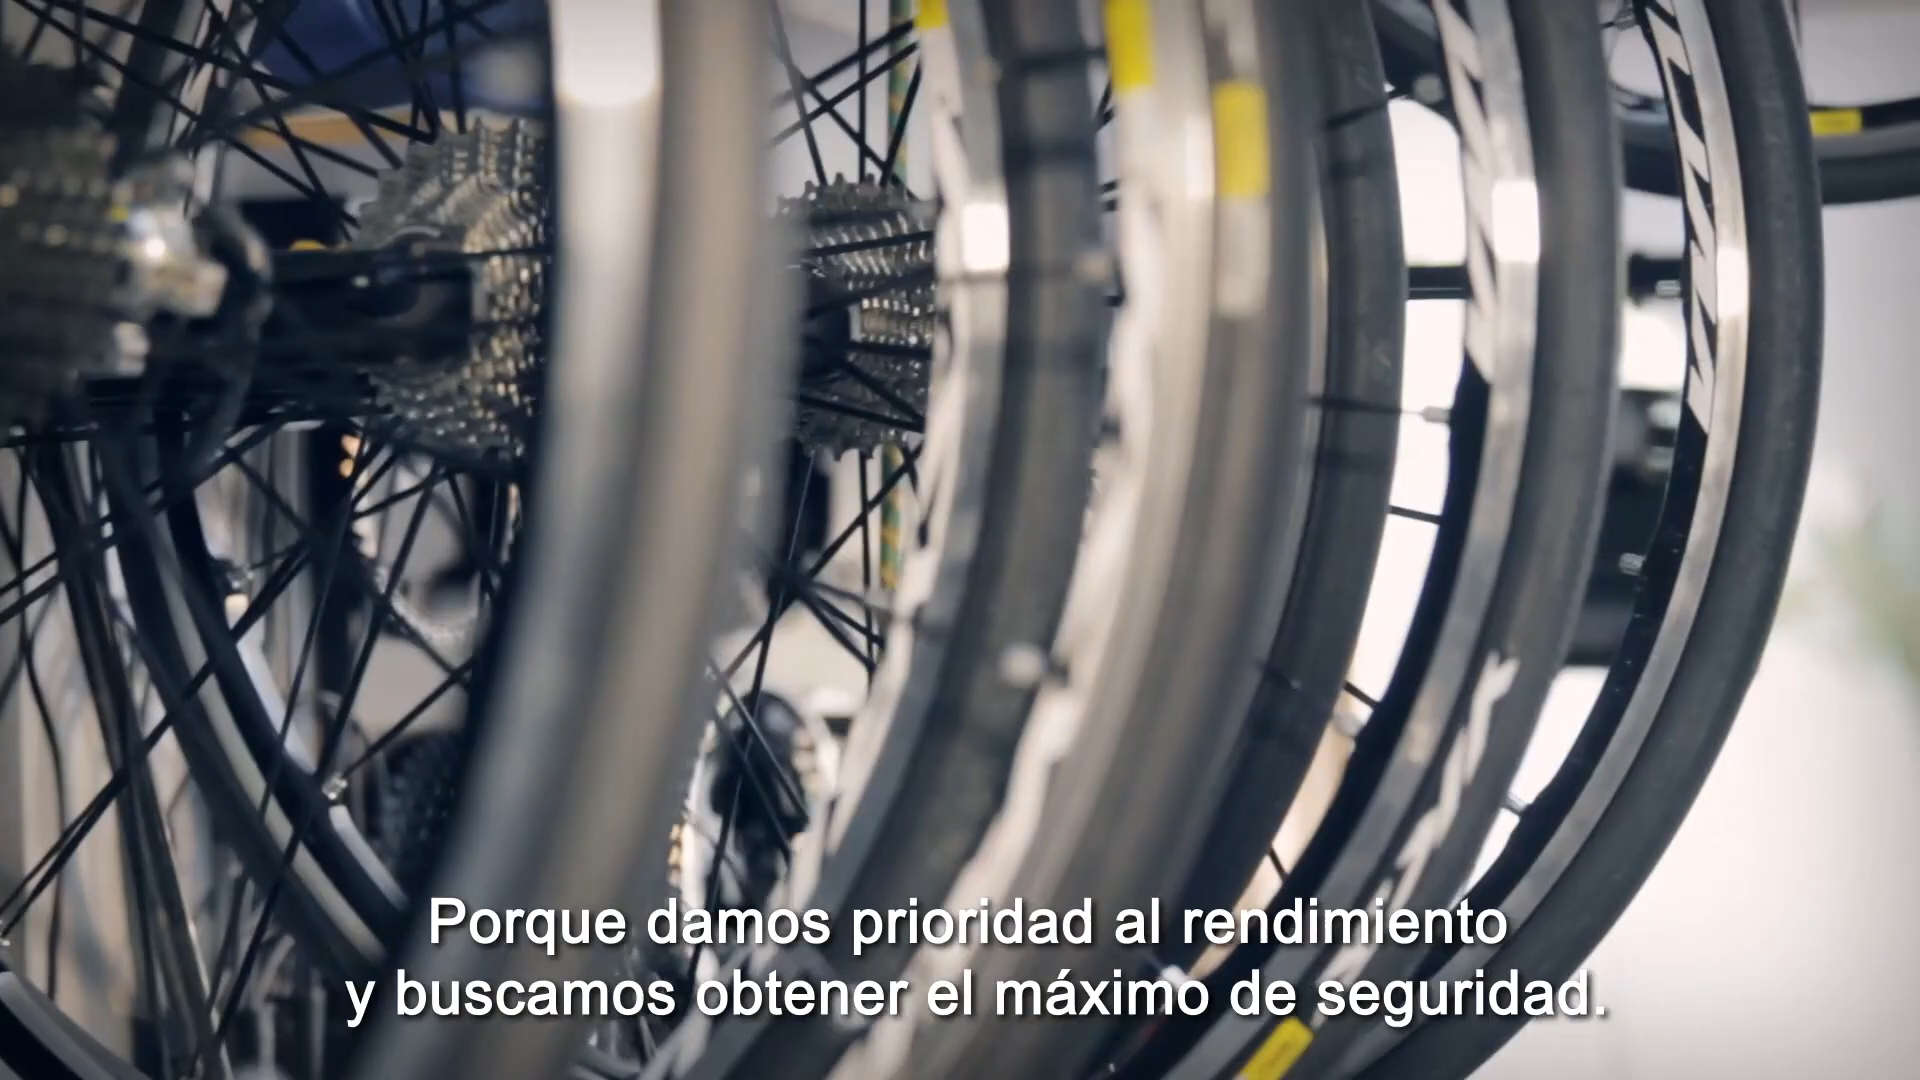 Porque damos prioridad al rendimiento
y buscamos obtener el máximo de seguridad.